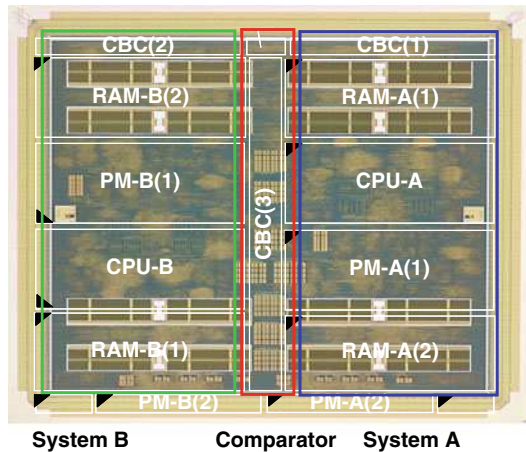 CBC(2) CBC(1)
RAM-B(2) RAM-A(1)
PM-B(1) CPU-A
CBC(3)
CPU-B PM-A(1)
RAM-B(1) RAM-A(2)
PM-B(2) PM-A(2)
System B Comparator System A